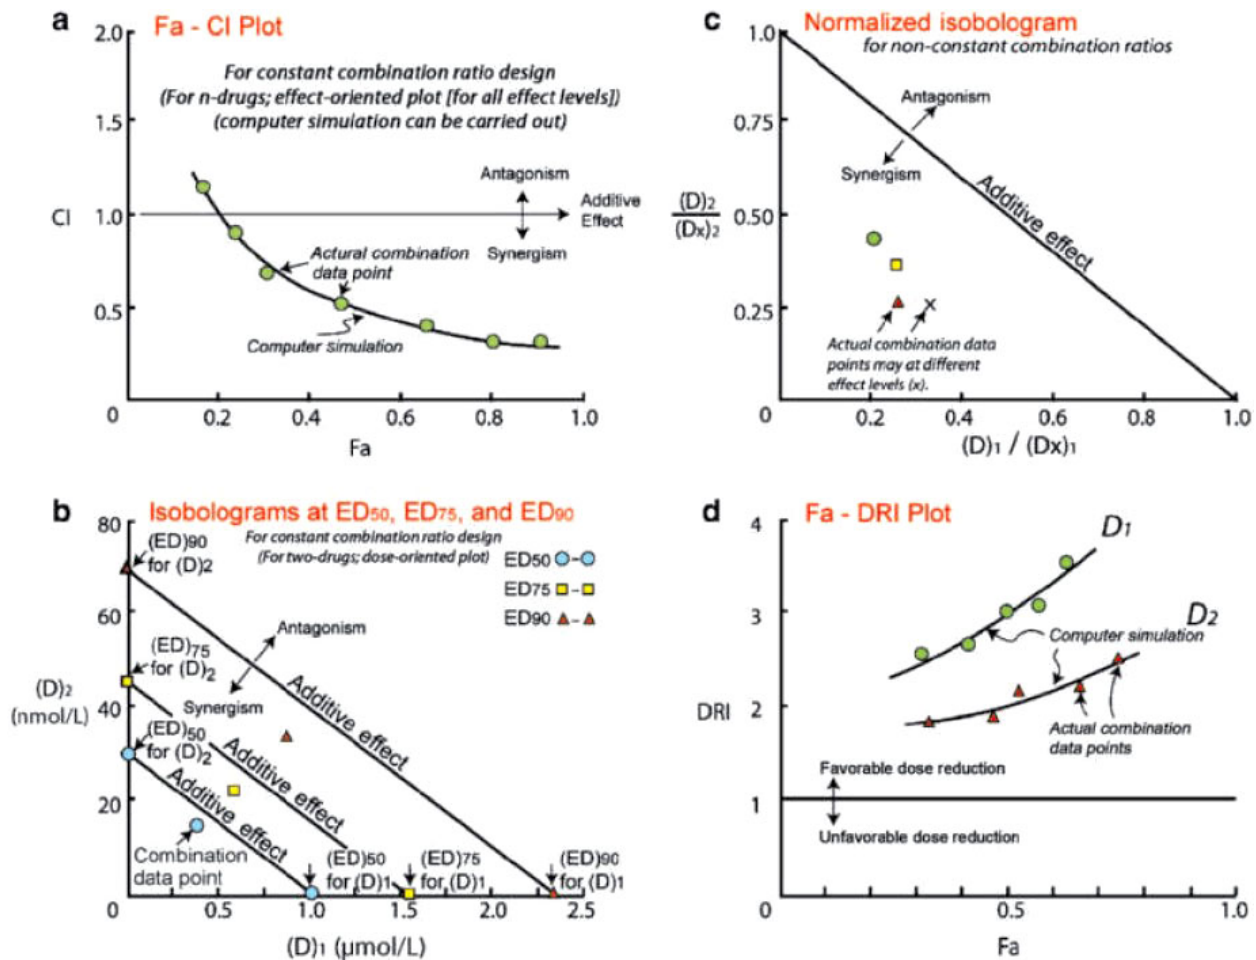 a Fa - CI Plot
2.0
For constant combination ratio design
(For n-drugs; effect-oriented plot [for all effect levels])
(computer simulation can be carried out)
1.5
Antagonism
CI
1.0
Additive
Effect
Synergism
Actural combination
data point
0.5
Computer simulation
0 0.2 0.4 0.6 0.8 1.0
Fa
c Normalized isobologram
for non-constant combination ratios
1.0
Antagonism
0.75
Synergism
Additive effect
(D)2
(Dx)2
0.50
0.25
Actual combination data
points may at different
effect levels (x).
x
0 0.2 0.4 0.6 0.8 1.0
(D)1 / (Dx)1
b Isobolograms at ED50, ED75, and ED90
For constant combination ratio design
(For two-drugs; dose-oriented plot)
80
(ED)90
for (D)2
ED50
ED75
ED90
60
Antagonism
(ED)75
for (D)2
Synergism
(D)2
(nmol/L)
40
(ED)50
for (D)2
Additive effect
Additive effect
Additive effect
20
Combination
data point
(ED)50
for (D)1
(ED)75
for (D)1
(ED)90
for (D)1
0 0.5 1.0 1.5 2.0 2.5
(D)1 (µmol/L)
d Fa - DRI Plot
4
D1
3
D2
Computer simulation
DRI
2
Actual combination
data points
Favorable dose reduction
1
Unfavorable dose reduction
0 0.5 1.0
Fa